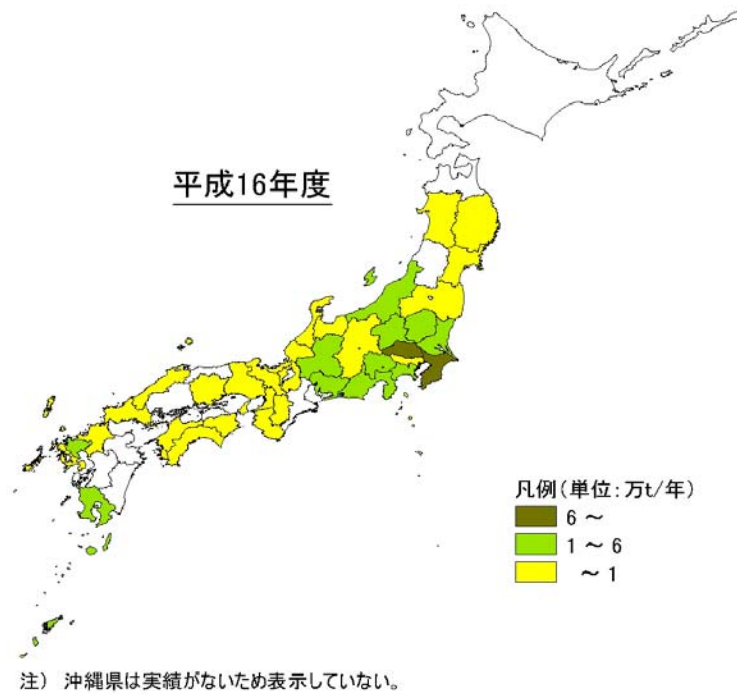 平成16年度
凡例(単位:万t/年)
6 ~
1 ~ 6
~ 1
注) 沖縄県は実績がないため表示していない。